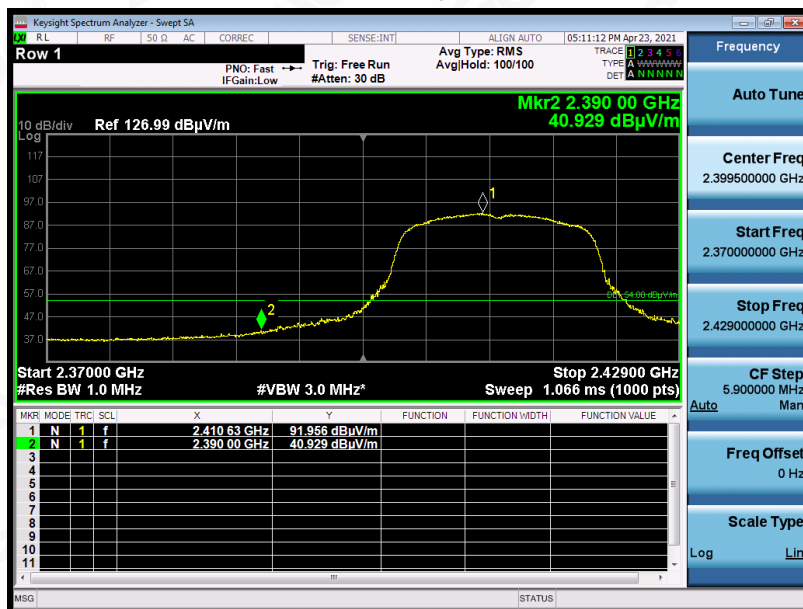 Keysight Spectrum Analyzer - Swept SA
LXI RL RF 50 Ω AC CORREC SENSE:INT ALIGN AUTO 05:11:12 PM Apr 23, 2021
Row 1
PNO: Fast
IFGain:Low
Trig: Free Run
#Atten: 30 dB
Avg Type: RMS
Avg|Hold: 100/100
TRACE 1 2 3 4 5 6
TYPE A WWWWW
DET A N N N N N
Mkr2 2.390 00 GHz
40.929 dBµV/m
10 dB/div Ref 126.99 dBµV/m
Log
117
107
97.0
87.0
77.0
67.0
57.0
47.0
37.0
1
2
DL1 54.00 dBµV/m
Start 2.37000 GHz Stop 2.42900 GHz
#Res BW 1.0 MHz #VBW 3.0 MHz* Sweep 1.066 ms (1000 pts)
MKR MODE TRC SCL X Y FUNCTION FUNCTION WIDTH FUNCTION VALUE
1 N 1 f 2.410 63 GHz 91.956 dBµV/m
2 N 1 f 2.390 00 GHz 40.929 dBµV/m
3
4
5
6
7
8
9
10
11
MSG STATUS
Frequency
Auto Tune
Center Freq
2.399500000 GHz
Start Freq
2.370000000 GHz
Stop Freq
2.429000000 GHz
CF Step
5.900000 MHz
Auto Man
Freq Offset
0 Hz
Scale Type
Log Lin